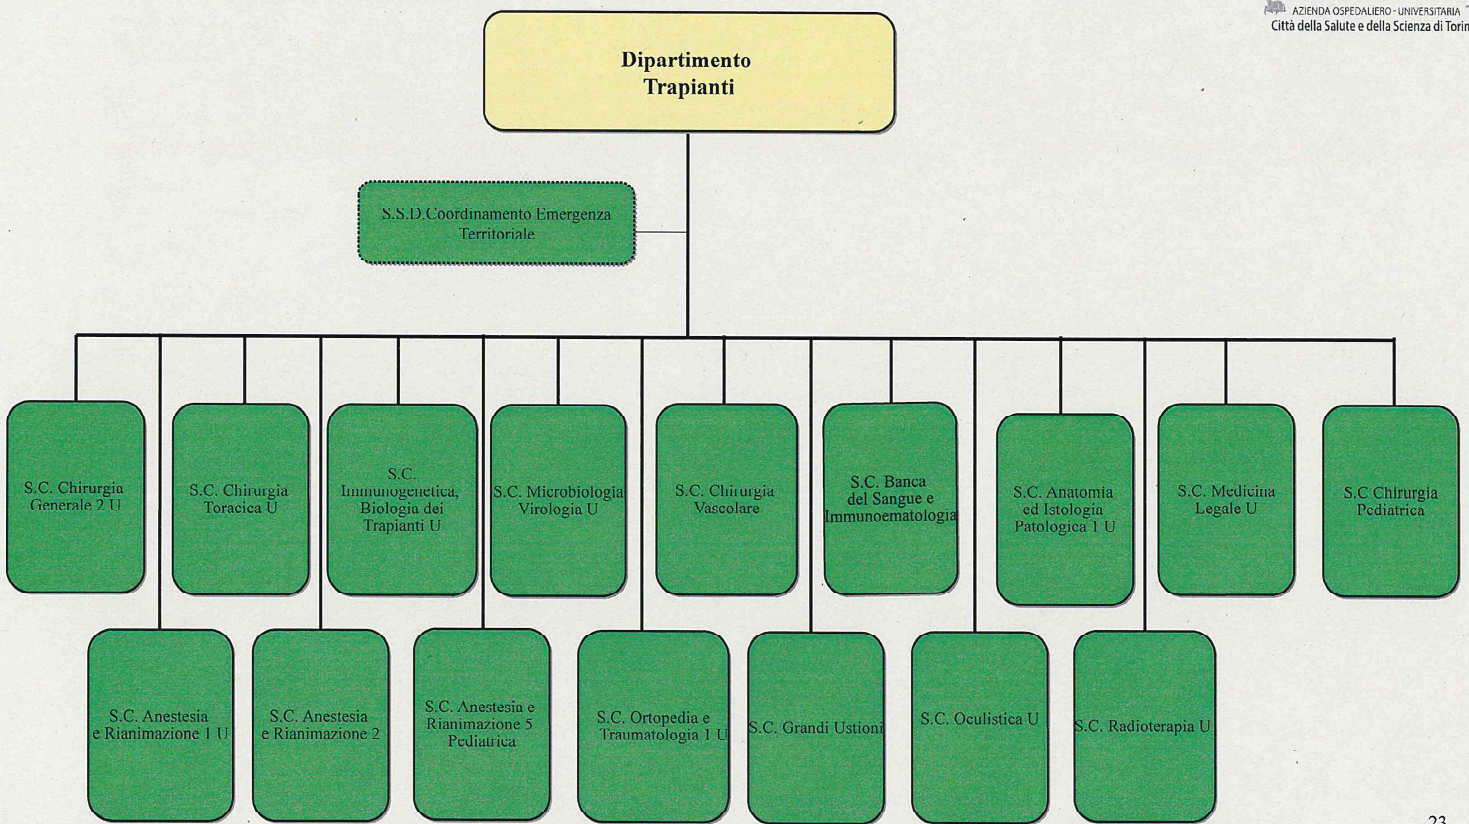 AZIENDA OSPEDALIERO - UNIVERSITARIA
Città della Salute e della Scienza di Torin
Dipartimento
Trapianti
S.S.D.Coordinamento Emergenza
Territoriale
S.C. Chirurgia
Generale 2 U
S.C. Chirurgia
Toracica U
S.C.
Immunogenetica,
Biologia dei
Trapianti U
S.C. Microbiologia
Virologia U
S.C. Chirurgia
Vascolare
S.C. Banca
del Sangue e
Immunoematologia
S.C. Anatomia
ed Istologia
Patologica 1 U
S.C. Medicina
Legale U
S.C Chirurgia
Pediatrica
S.C. Anestesia
e Rianimazione 1 U
S.C. Anestesia
e Rianimazione 2
S.C. Anestesia e
Rianimazione 5
Pediatrica
S.C. Ortopedia e
Traumatologia 1 U
S.C. Grandi Ustioni
S.C. Oculistica U
S.C. Radioterapia U
23